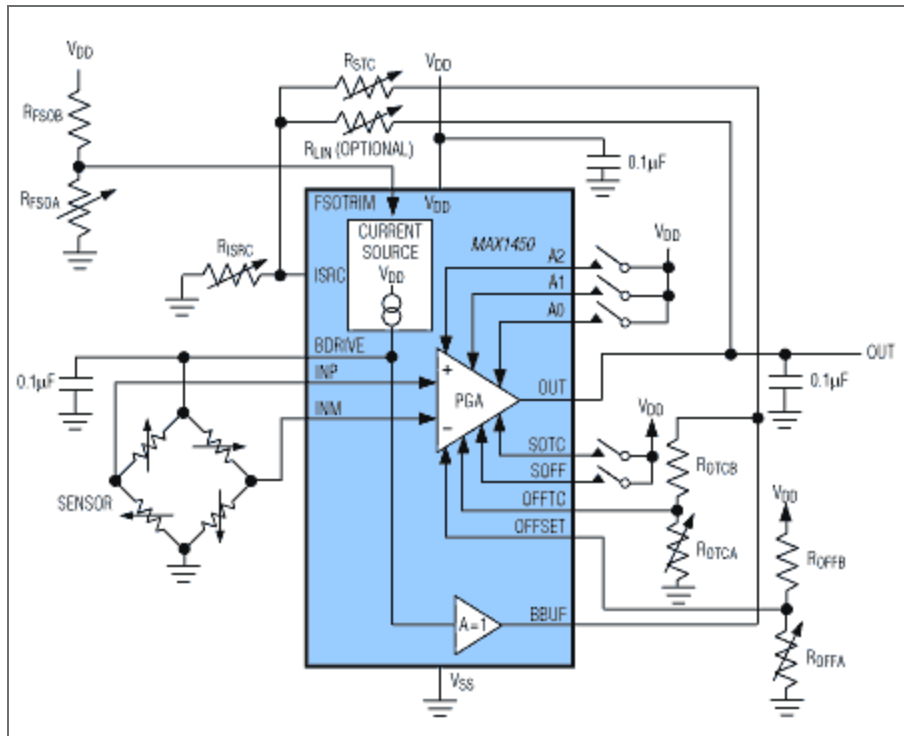 VDD
RSTC
VDD
RFSOB
RLIN (OPTIONAL)
0.1µF
RFSOA
FSOTRIM
VDD
CURRENT
SOURCE
VDD
MAX1450
RISRC
ISRC
A2
A1
A0
VDD
BDRIVE
INP
INM
0.1µF
+
PGA
−
OUT
OUT
0.1µF
VDD
SOTC
SOFF
OFFTC
OFFSET
ROTCB
ROTCA
VDD
SENSOR
ROFFB
A=1
BBUF
ROFFA
VSS